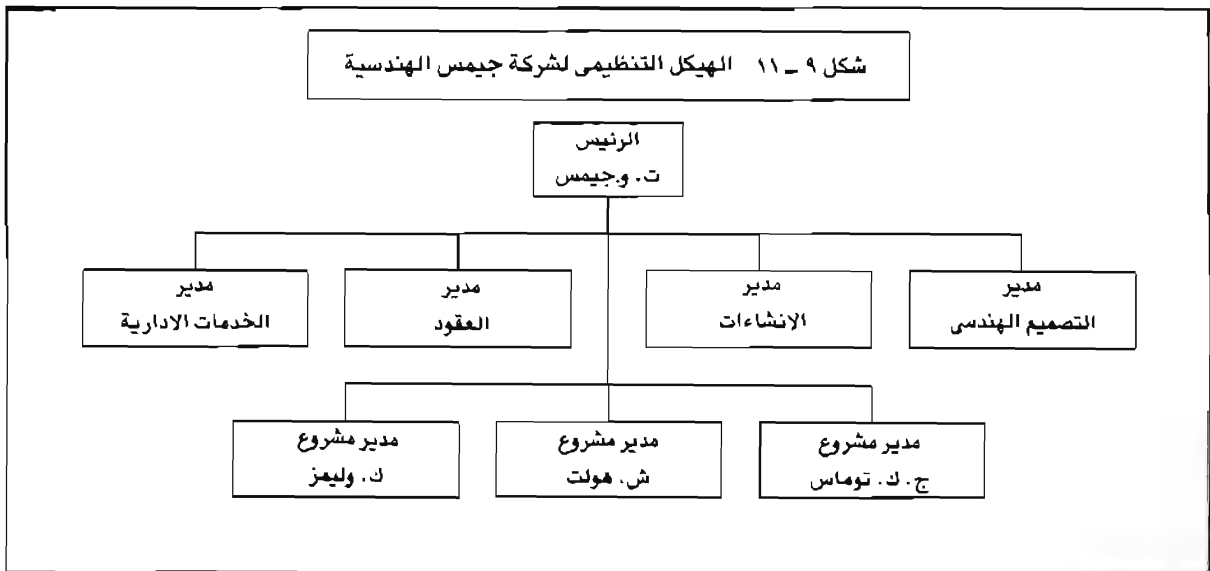 شكل ٩ ــ ١١ الهيكل التنظيمى لشركة جيمس الهندسية
الرئيس
ت. و.جيمس
مدير
التصميم الهندسى
مدير
الانشاءات
مدير
العقود
مدير
الخدمات الادارية
مدير مشروع
ج. ك. توماس
مدير مشروع
ش. هولت
مدير مشروع
ك. وليمز